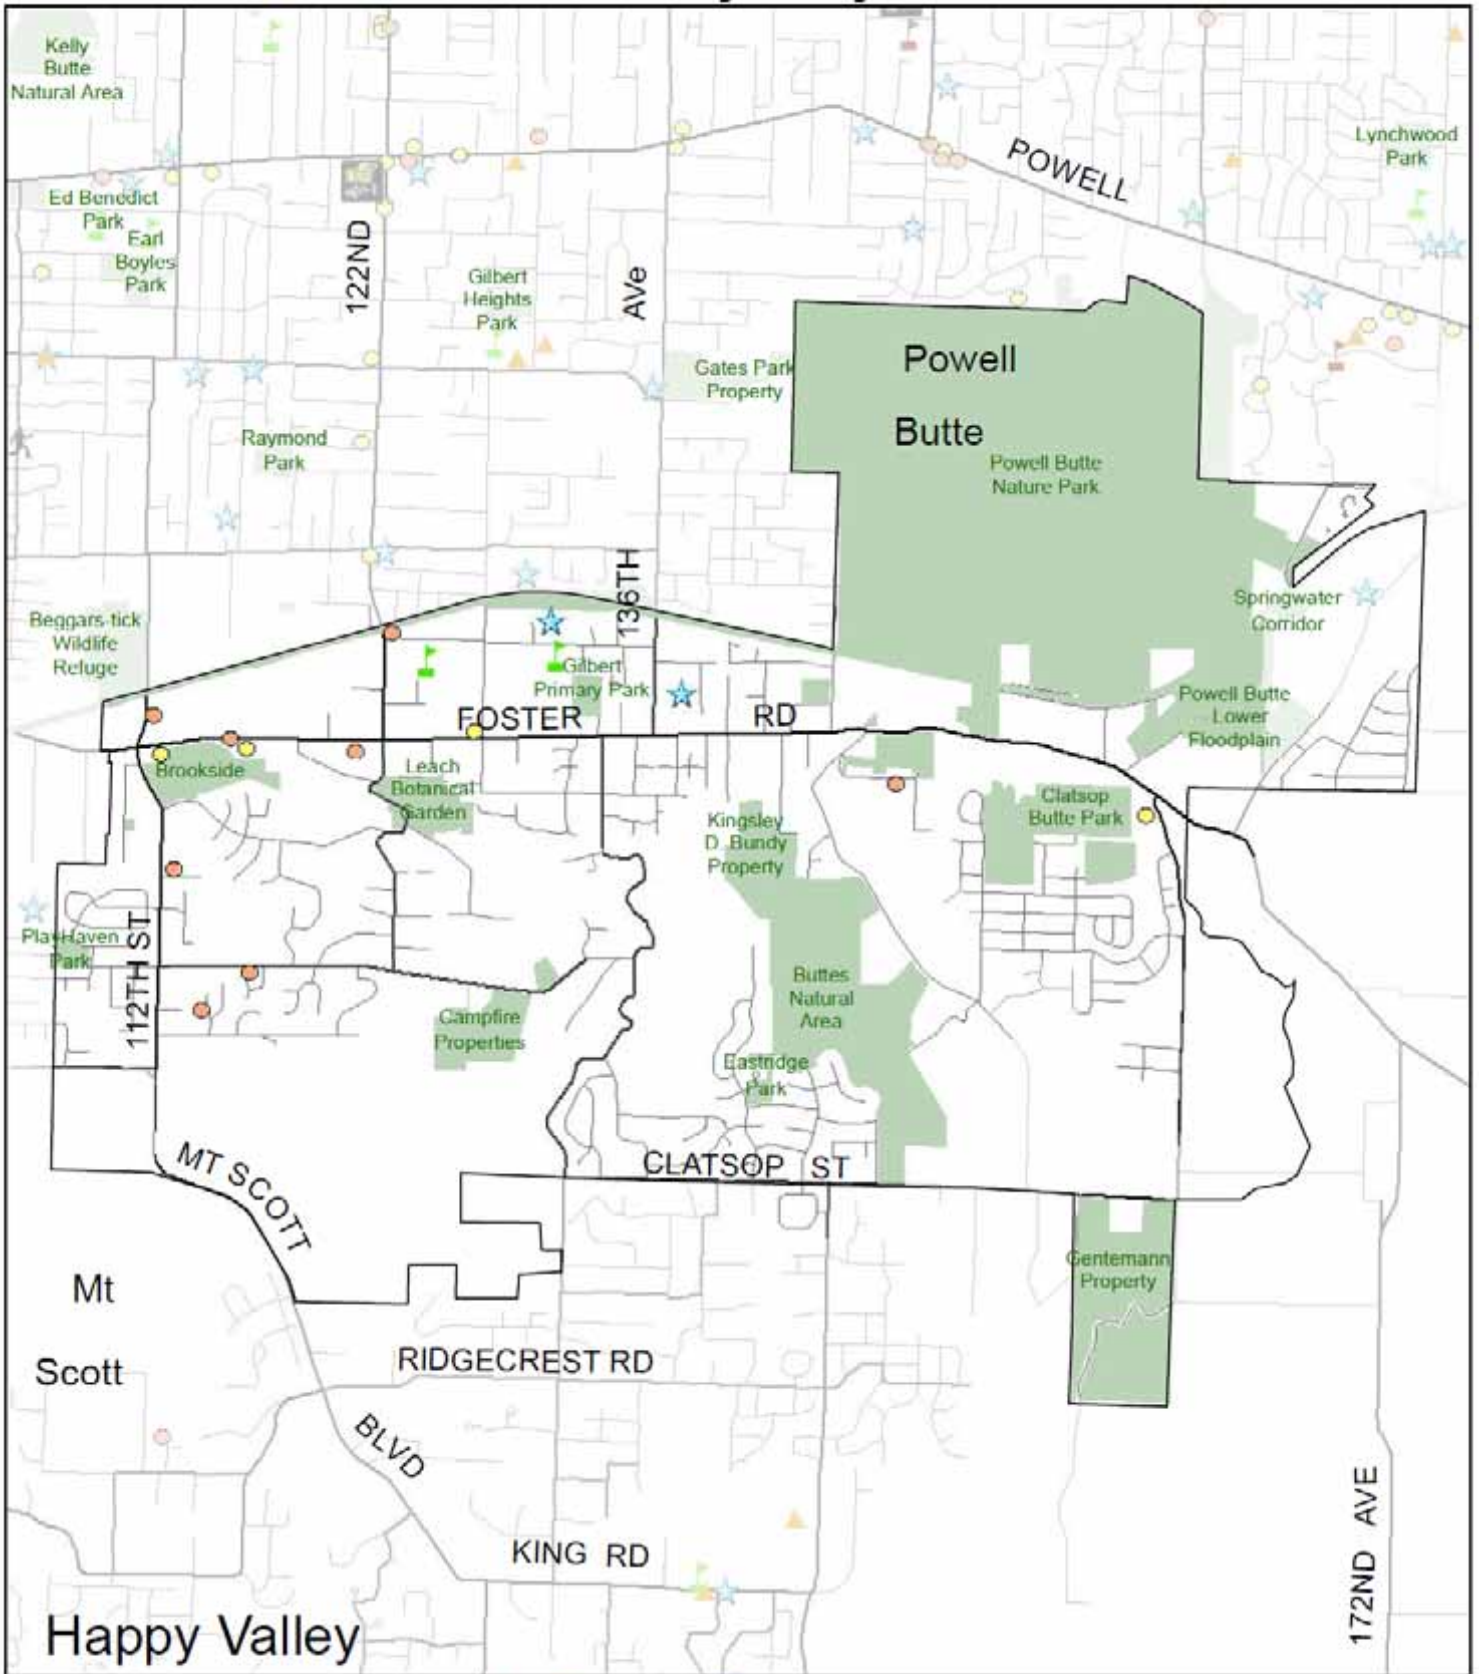 Kelly
Butte
Natural Area
POWELL
Lynchwood
Park
Ed Benedict
Park
Earl
Boyles
Park
122ND
AVe
Gilbert
Heights
Park
Gates Park
Property
Powell
Butte
Powell Butte
Nature Park
Raymond
Park
136TH
Springwater
Corridor
Beggars-tick
Wildlife
Refuge
Gilbert
Primary Park
FOSTER RD
Powell Butte
Lower
Floodplain
Brookside
Leach
Botanical
Garden
Clatsop
Butte Park
Kingsley
D. Bundy
Property
PlayHaven
Park
112TH ST
Buttes
Natural
Area
Campfire
Properties
Eastridge
Park
MT SCOTT
CLATSOP ST
Gentemann
Property
Mt
Scott
RIDGECREST RD
BLVD
KING RD
172ND AVE
Happy Valley